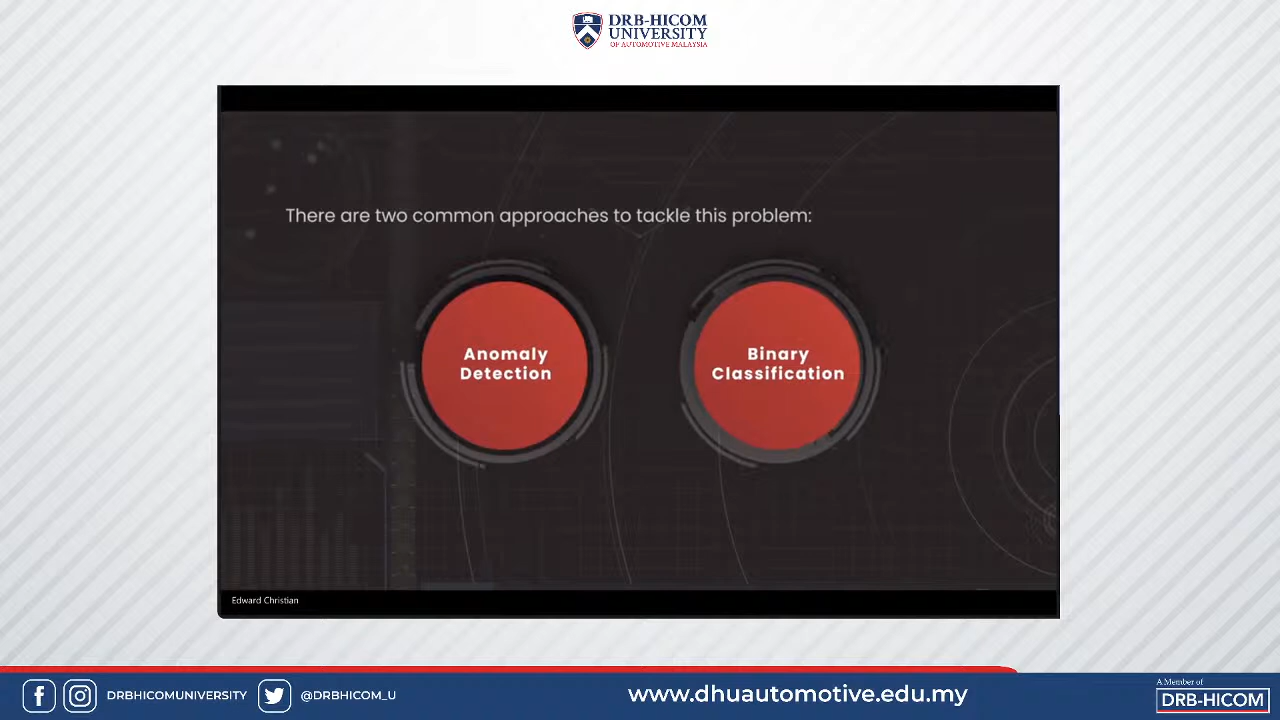 DRB-HICOM
UNIVERSITY
OF AUTOMOTIVE MALAYSIA
There are two common approaches to tackle this problem:
Anomaly
Detection
Binary
Classification
Edward Christian
DRBHICOMUNIVERSITY
@DRBHICOM_U
www.dhuautomotive.edu.my
A Member of
DRB-HICOM